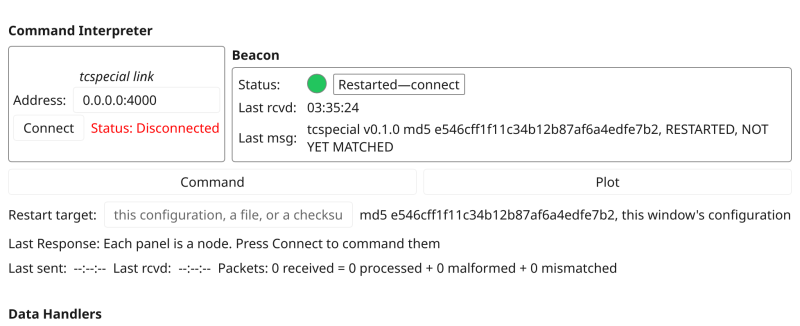 Command Interpreter
tcspecial link
Address: 0.0.0.0:4000
Connect Status: Disconnected
Beacon
Status: Restarted—connect
Last rcvd: 03:35:24
Last msg: tcspecial v0.1.0 md5 e546cff1f11c34b12b87af6a4edfe7b2, RESTARTED, NOT
YET MATCHED
Command Plot
Restart target: this configuration, a file, or a checksu md5 e546cff1f11c34b12b87af6a4edfe7b2, this window's configuration
Last Response: Each panel is a node. Press Connect to command them
Last sent: --:--:-- Last rcvd: --:--:-- Packets: 0 received = 0 processed + 0 malformed + 0 mismatched
Data Handlers